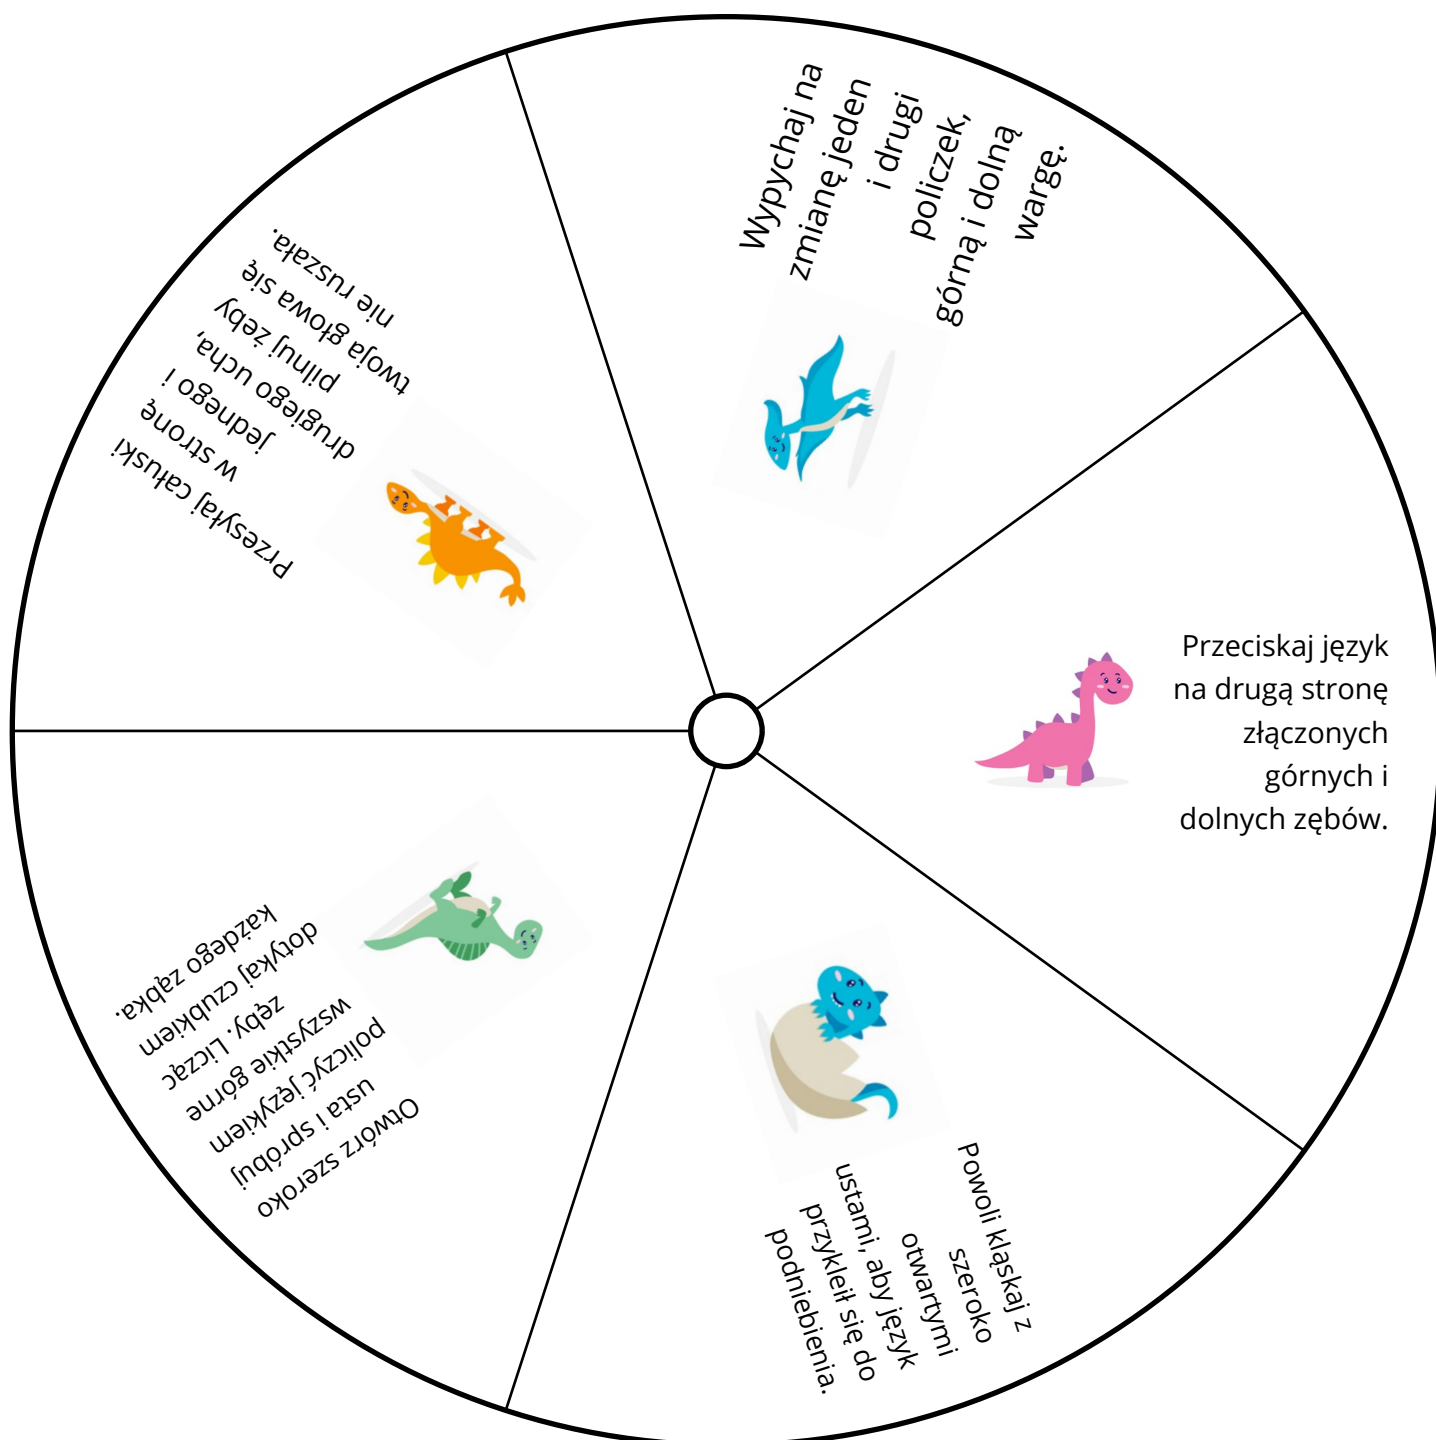 Wypychaj na
zmianę jeden
i drugi
policzek,
górną i dolną
wargę.
Przeciskaj język
na drugą stronę
złączonych
górnych i
dolnych zębów.
Powoli kląskaj z
szeroko
otwartymi
ustami, aby język
przykleił się do
podniebienia.
Otwórz szeroko
usta i spróbuj
policzyć językiem
wszystkie górne
zęby. Licząc
dotykaj czubkiem
każdego ząbka.
Przesyłaj całuski
w stronę
jednego i
drugiego ucha,
pilnuj żeby
twoja głowa się
nie ruszała.